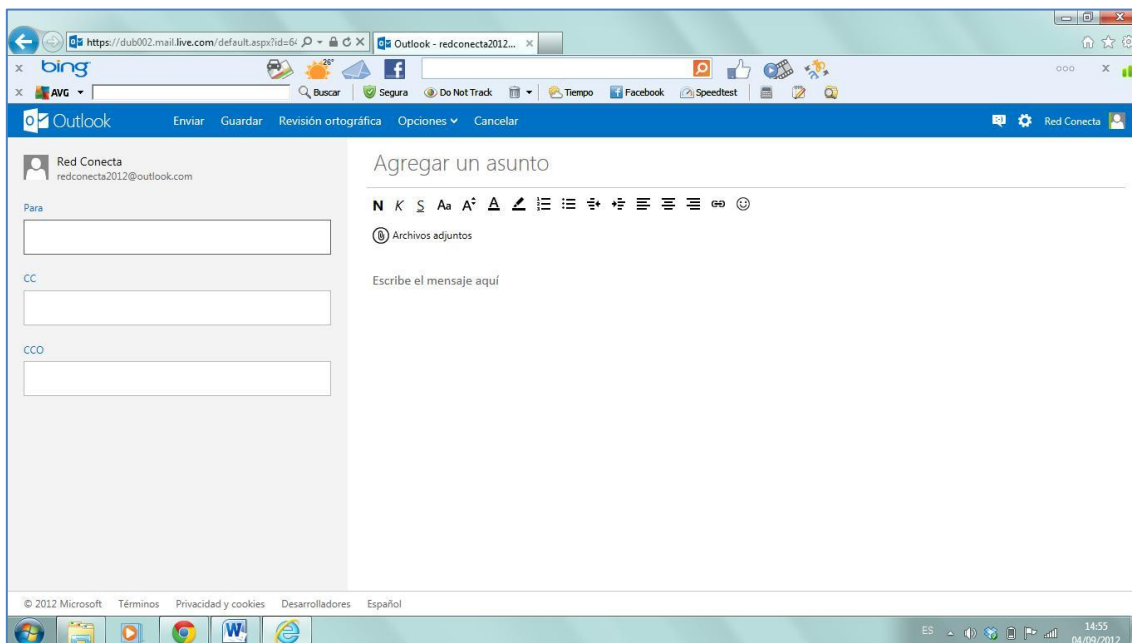 https://dub002.mail.live.com/default.aspx?id=64
Outlook - redconecta2012...
bing
26°
AVG
Buscar
Segura
Do Not Track
Tiempo
Facebook
Speedtest
Outlook
Enviar Guardar Revisión ortográfica Opciones Cancelar
Red Conecta
Red Conecta
redconecta2012@outlook.com
Agregar un asunto
Para
N K S Aa A A
Archivos adjuntos
CC
Escribe el mensaje aquí
CCO
© 2012 Microsoft Términos Privacidad y cookies Desarrolladores Español
ES
14:55
04/09/2012